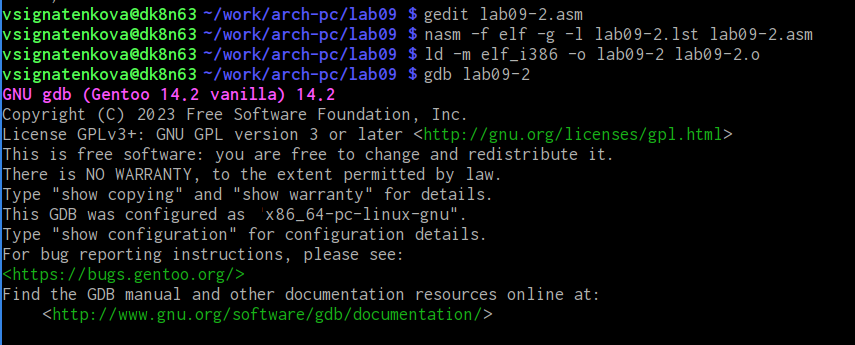 vsignatenkova@dk8n63 ~/work/arch-pc/lab09 $ gedit lab09-2.asm
vsignatenkova@dk8n63 ~/work/arch-pc/lab09 $ nasm -f elf -g -l lab09-2.lst lab09-2.asm
vsignatenkova@dk8n63 ~/work/arch-pc/lab09 $ ld -m elf_i386 -o lab09-2 lab09-2.o
vsignatenkova@dk8n63 ~/work/arch-pc/lab09 $ gdb lab09-2
GNU gdb (Gentoo 14.2 vanilla) 14.2
Copyright (C) 2023 Free Software Foundation, Inc.
License GPLv3+: GNU GPL version 3 or later <http://gnu.org/licenses/gpl.html>
This is free software: you are free to change and redistribute it.
There is NO WARRANTY, to the extent permitted by law.
Type "show copying" and "show warranty" for details.
This GDB was configured as "x86_64-pc-linux-gnu".
Type "show configuration" for configuration details.
For bug reporting instructions, please see:
<https://bugs.gentoo.org/>
Find the GDB manual and other documentation resources online at:
<http://www.gnu.org/software/gdb/documentation/>